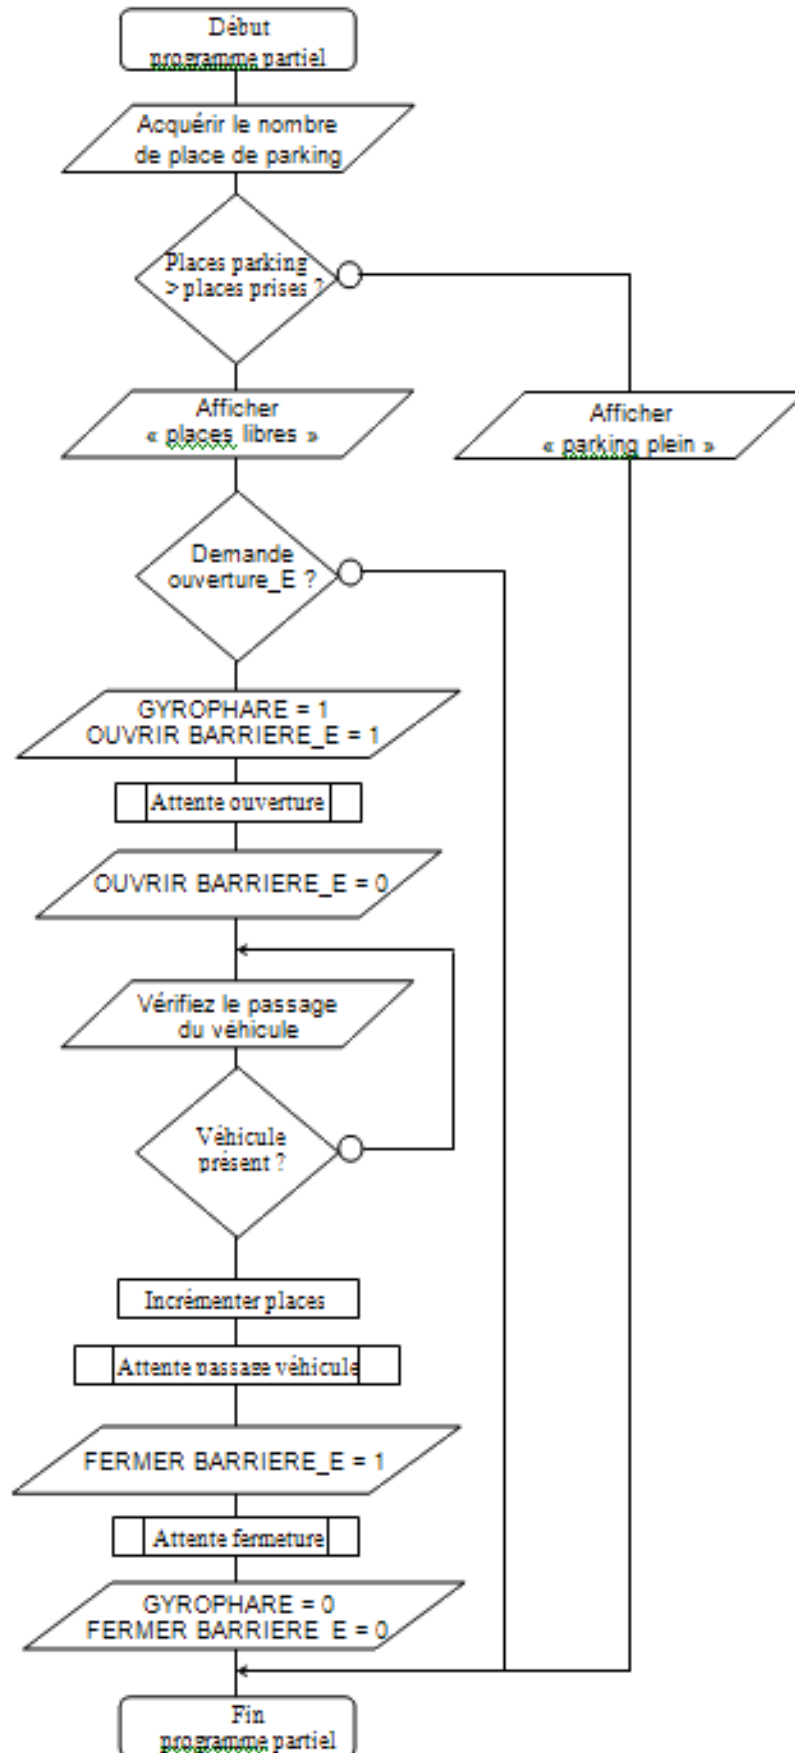 Début
programme partiel
Acquérir le nombre
de place de parking
Places parking
> places prises ?
Afficher
« places libres »
Afficher
« parking plein »
Demande
ouverture_E ?
GYROPHARE = 1
OUVRIR BARRIERE_E = 1
Attente ouverture
OUVRIR BARRIERE_E = 0
Vérifiez le passage
du véhicule
Véhicule
présent ?
Incrémenter places
Attente passage véhicule
FERMER BARRIERE_E = 1
Attente fermeture
GYROPHARE = 0
FERMER BARRIERE_E = 0
Fin
programme partiel